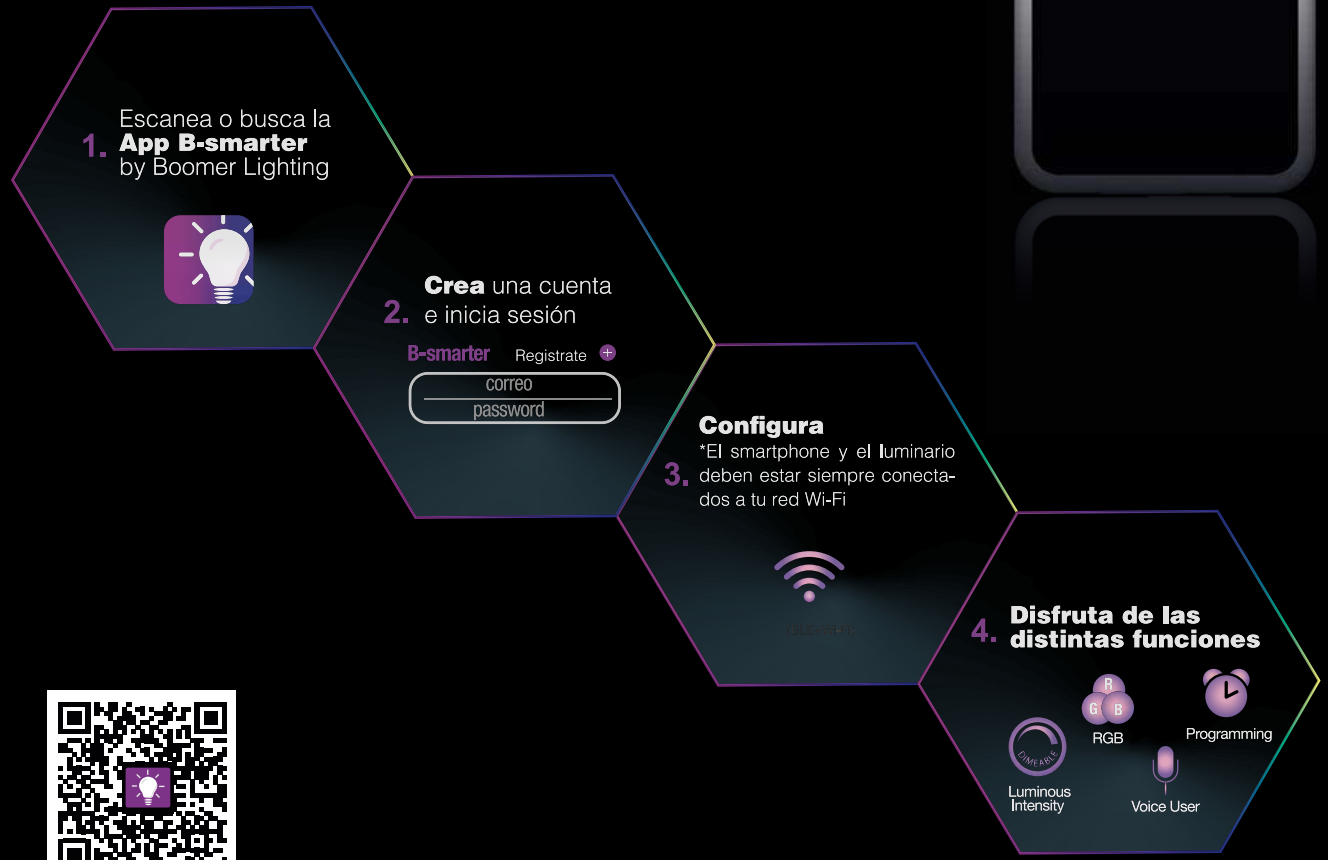 1. Escanea o busca la
App B-smarter
by Boomer Lighting
2. Crea una cuenta
e inicia sesión
B-smarter Registrate +
correo
password
3. Configura
*El smartphone y el luminario
deben estar siempre conecta-
dos a tu red Wi-Fi
4. Disfruta de las
distintas funciones
R
G B
RGB
Programming
DIMEABLE
Luminous
Intensity
Voice User